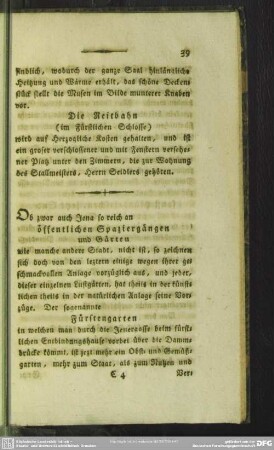 39
findlich, wodurch der ganze Saal hinlängliche
Heitzung und Wärme erhält, das schöne Decken-
stück stellt die Musen im Bilde munterer Knaben
vor.
Die Reitbahn
(im Fürstlichen Schlosse)
wird auf Herzogliche Kosten gehalten, und ist
ein grosser verschlossener und mit Fenstern versehe-
ner Platz unter den Zimmern, die zur Wohnung
des Stallmeisters, Herrn Seidlers gehören.
Ob zwar auch Jena so reich an
öffentlichen Spaziergängen
und Gärten
wie manche andere Stadt, nicht ist, so zeichnen
sich doch von den leztern einige wegen ihrer ge-
schmackvollen Anlage vorzüglich aus, und jeder,
dieser einzelnen Lustgärten, hat theils in der künst-
lichen theils in der natürlichen Anlage seine Vor-
züge. Der sogenannte
Fürstengarten
in welchen man durch die Jenergasse beim fürst-
lichen Entbindungshause vorbei über die Damm-
brücke kömmt, ist jezt mehr ein Obst- und Gemüß-
garten, mehr zum Staat, als zum Nutzen und
C 4
Ver-